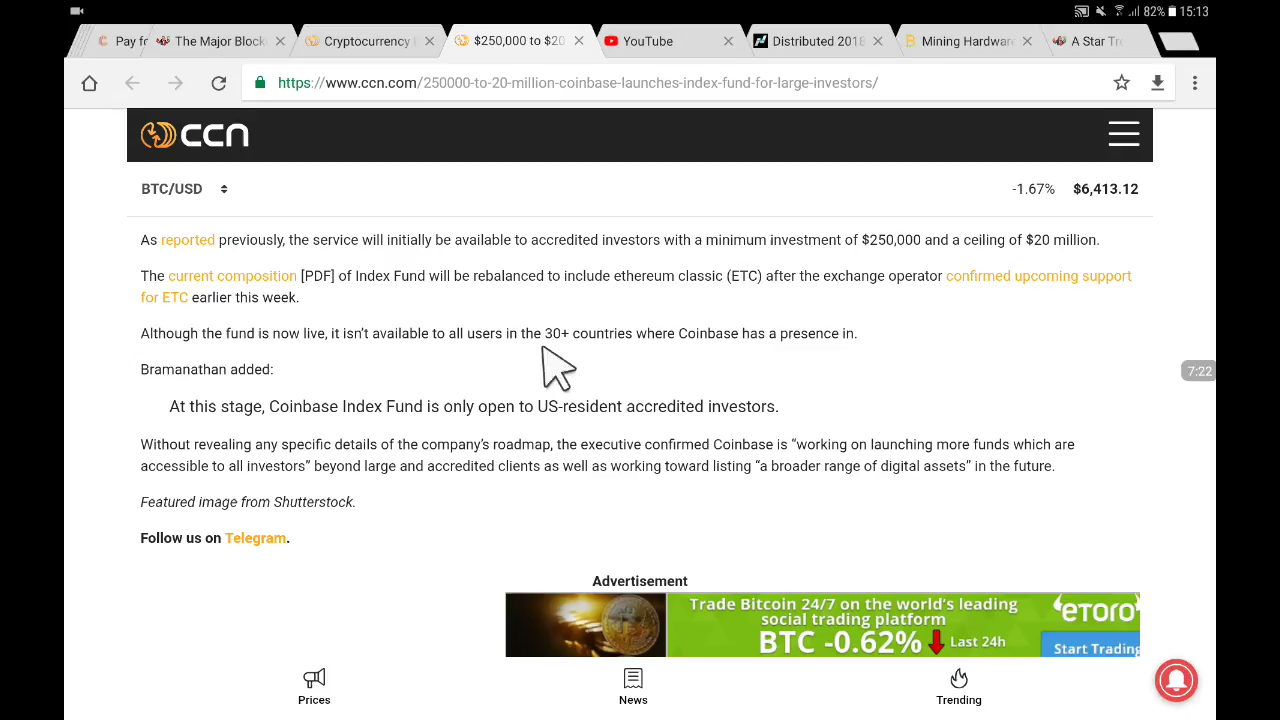 82% 15:13
Pay fo The Major Block Cryptocurrency $250,000 to $20 YouTube Distributed 2018 Mining Hardwar A Star Tre
https://www.ccn.com/250000-to-20-million-coinbase-launches-index-fund-for-large-investors/
ccn
BTC/USD -1.67% $6,413.12
As reported previously, the service will initially be available to accredited investors with a minimum investment of $250,000 and a ceiling of $20 million.
The current composition [PDF] of Index Fund will be rebalanced to include ethereum classic (ETC) after the exchange operator confirmed upcoming support
for ETC earlier this week.
Although the fund is now live, it isn't available to all users in the 30+ countries where Coinbase has a presence in.
7:22
Bramanathan added:
At this stage, Coinbase Index Fund is only open to US-resident accredited investors.
Without revealing any specific details of the company's roadmap, the executive confirmed Coinbase is “working on launching more funds which are
accessible to all investors” beyond large and accredited clients as well as working toward listing “a broader range of digital assets” in the future.
Featured image from Shutterstock.
Follow us on Telegram.
Advertisement
Trade Bitcoin 24/7 on the world's leading
social trading platform
BTC -0.62% Last 24h
etoro
Start Trading
Prices News Trending